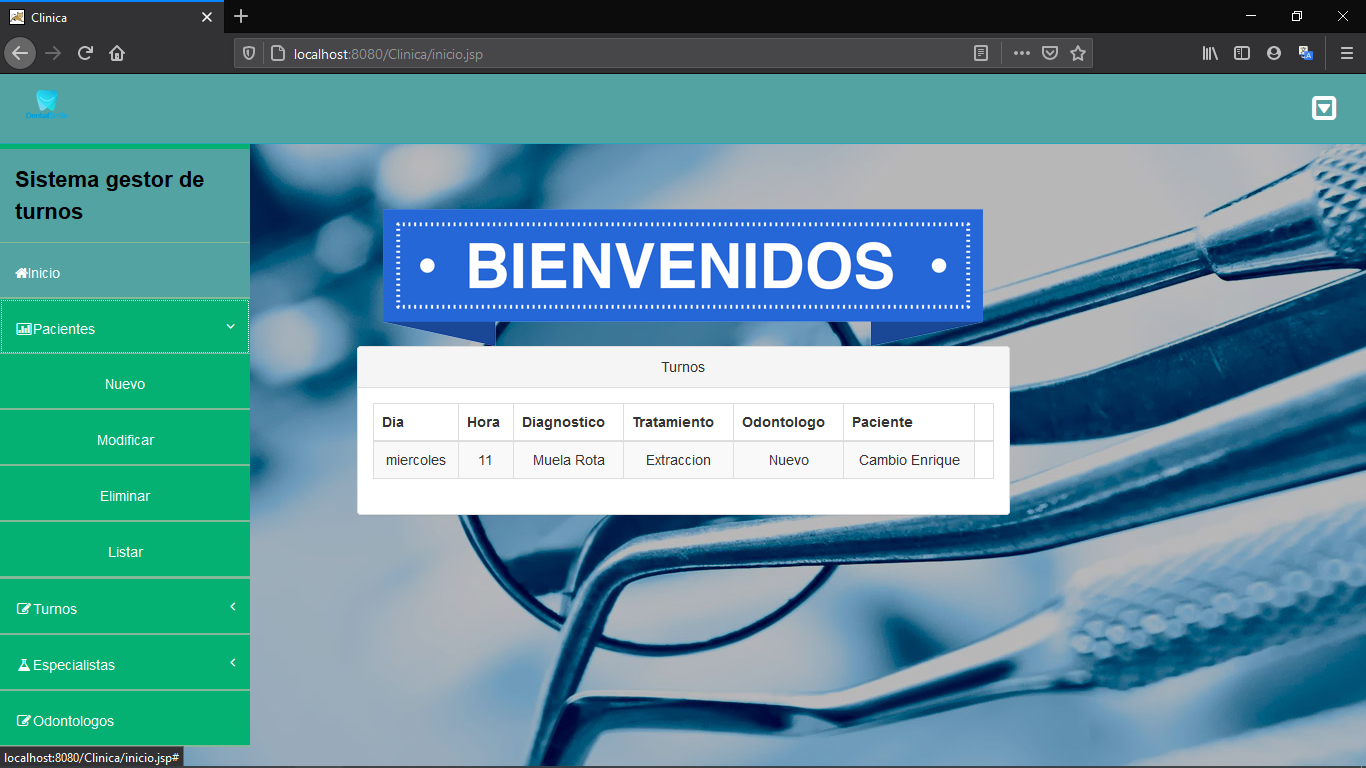 Clinica
localhost:8080/Clinica/inicio.jsp
Sistema gestor de
turnos
Inicio
Pacientes
Nuevo
Modificar
Eliminar
Listar
Turnos
Especialistas
Odontologos
BIENVENIDOS
Turnos
Dia Hora Diagnostico Tratamiento Odontologo Paciente
miercoles 11 Muela Rota Extraccion Nuevo Cambio Enrique
localhost:8080/Clinica/inicio.jsp#